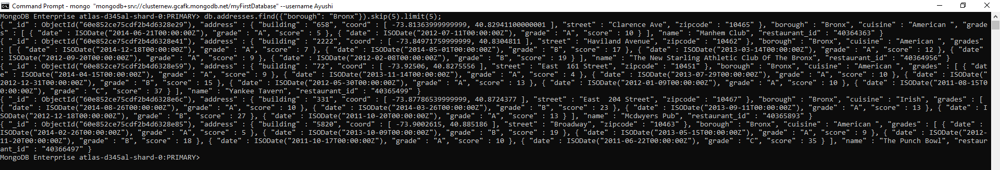 Command Prompt - mongo "mongodb+srv://clusternew.gcafk.mongodb.net/myFirstDatabase" --username Ayushi
MongoDB Enterprise atlas-d345al-shard-0:PRIMARY> db.addresses.find({"borough": "Bronx"}).skip(5).limit(5);
{ "_id" : ObjectId("60e852ce75cdf2b4d6328e29"), "address" : { "building" : "658", "coord" : [ -73.81363999999999, 40.82941100000001 ], "street" : "Clarence Ave", "zipcode" : "10465" }, "borough" : "Bronx", "cuisine" : "American ", "grade
s" : [ { "date" : ISODate("2014-06-21T00:00:00Z"), "grade" : "A", "score" : 5 }, { "date" : ISODate("2012-07-11T00:00:00Z"), "grade" : "A", "score" : 10 } ], "name" : "Manhem Club", "restaurant_id" : "40364363" }
{ "_id" : ObjectId("60e852ce75cdf2b4d6328e41"), "address" : { "building" : "2222", "coord" : [ -73.84971759999999, 40.8304811 ], "street" : "Haviland Avenue", "zipcode" : "10462" }, "borough" : "Bronx", "cuisine" : "American ", "grades"
: [ { "date" : ISODate("2014-12-18T00:00:00Z"), "grade" : "A", "score" : 7 }, { "date" : ISODate("2014-05-01T00:00:00Z"), "grade" : "B", "score" : 17 }, { "date" : ISODate("2013-03-14T00:00:00Z"), "grade" : "A", "score" : 12 }, { "date" :
ISODate("2012-09-20T00:00:00Z"), "grade" : "A", "score" : 9 }, { "date" : ISODate("2012-02-08T00:00:00Z"), "grade" : "B", "score" : 19 } ], "name" : "The New Starling Athletic Club Of The Bronx", "restaurant_id" : "40364956" }
{ "_id" : ObjectId("60e852ce75cdf2b4d6328e59"), "address" : { "building" : "72", "coord" : [ -73.92506, 40.8275556 ], "street" : "East  161 Street", "zipcode" : "10451" }, "borough" : "Bronx", "cuisine" : "American ", "grades" : [ { "dat
e" : ISODate("2014-04-15T00:00:00Z"), "grade" : "A", "score" : 9 }, { "date" : ISODate("2013-11-14T00:00:00Z"), "grade" : "A", "score" : 4 }, { "date" : ISODate("2013-07-29T00:00:00Z"), "grade" : "A", "score" : 10 }, { "date" : ISODate("
2012-12-31T00:00:00Z"), "grade" : "B", "score" : 15 }, { "date" : ISODate("2012-05-30T00:00:00Z"), "grade" : "A", "score" : 13 }, { "date" : ISODate("2012-01-09T00:00:00Z"), "grade" : "A", "score" : 10 }, { "date" : ISODate("2011-08-15T0
0:00:00Z"), "grade" : "C", "score" : 37 } ], "name" : "Yankee Tavern", "restaurant_id" : "40365499" }
{ "_id" : ObjectId("60e852ce75cdf2b4d6328e6c"), "address" : { "building" : "331", "coord" : [ -73.87786539999999, 40.8724377 ], "street" : "East  204 Street", "zipcode" : "10467" }, "borough" : "Bronx", "cuisine" : "Irish", "grades" : [
{ "date" : ISODate("2014-08-26T00:00:00Z"), "grade" : "A", "score" : 10 }, { "date" : ISODate("2014-03-26T00:00:00Z"), "grade" : "B", "score" : 23 }, { "date" : ISODate("2013-09-11T00:00:00Z"), "grade" : "A", "score" : 13 }, { "date" : I
SODate("2012-12-18T00:00:00Z"), "grade" : "B", "score" : 27 }, { "date" : ISODate("2011-10-20T00:00:00Z"), "grade" : "A", "score" : 13 } ], "name" : "Mcdwyers Pub", "restaurant_id" : "40365893" }
{ "_id" : ObjectId("60e852ce75cdf2b4d6328e85"), "address" : { "building" : "5820", "coord" : [ -73.9002615, 40.885186 ], "street" : "Broadway", "zipcode" : "10463" }, "borough" : "Bronx", "cuisine" : "American ", "grades" : [ { "date" :
ISODate("2014-02-26T00:00:00Z"), "grade" : "A", "score" : 5 }, { "date" : ISODate("2013-10-09T00:00:00Z"), "grade" : "B", "score" : 19 }, { "date" : ISODate("2013-05-15T00:00:00Z"), "grade" : "A", "score" : 9 }, { "date" : ISODate("2012-
11-20T00:00:00Z"), "grade" : "B", "score" : 18 }, { "date" : ISODate("2011-10-17T00:00:00Z"), "grade" : "A", "score" : 10 }, { "date" : ISODate("2011-06-22T00:00:00Z"), "grade" : "C", "score" : 35 } ], "name" : "The Punch Bowl", "restaur
ant_id" : "40366497" }
MongoDB Enterprise atlas-d345al-shard-0:PRIMARY>